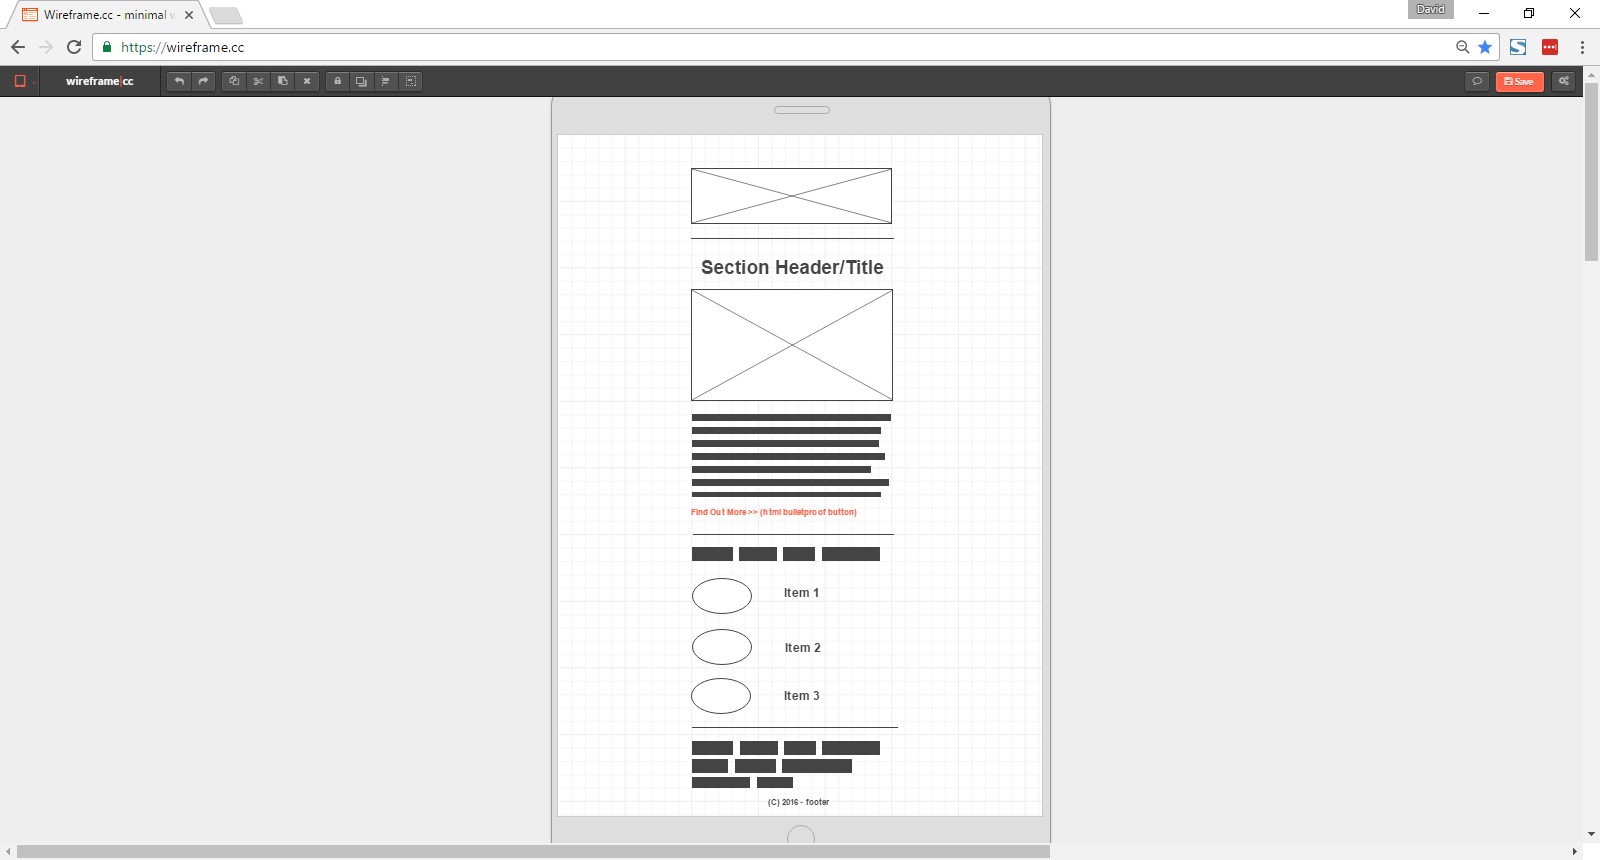 Wireframe.cc - minimal
David
https://wireframe.cc
wireframe|cc
Save
Section Header/Title
Find Out More >> (html bulletproof button)
Item 1
Item 2
Item 3
(C) 2016 - footer